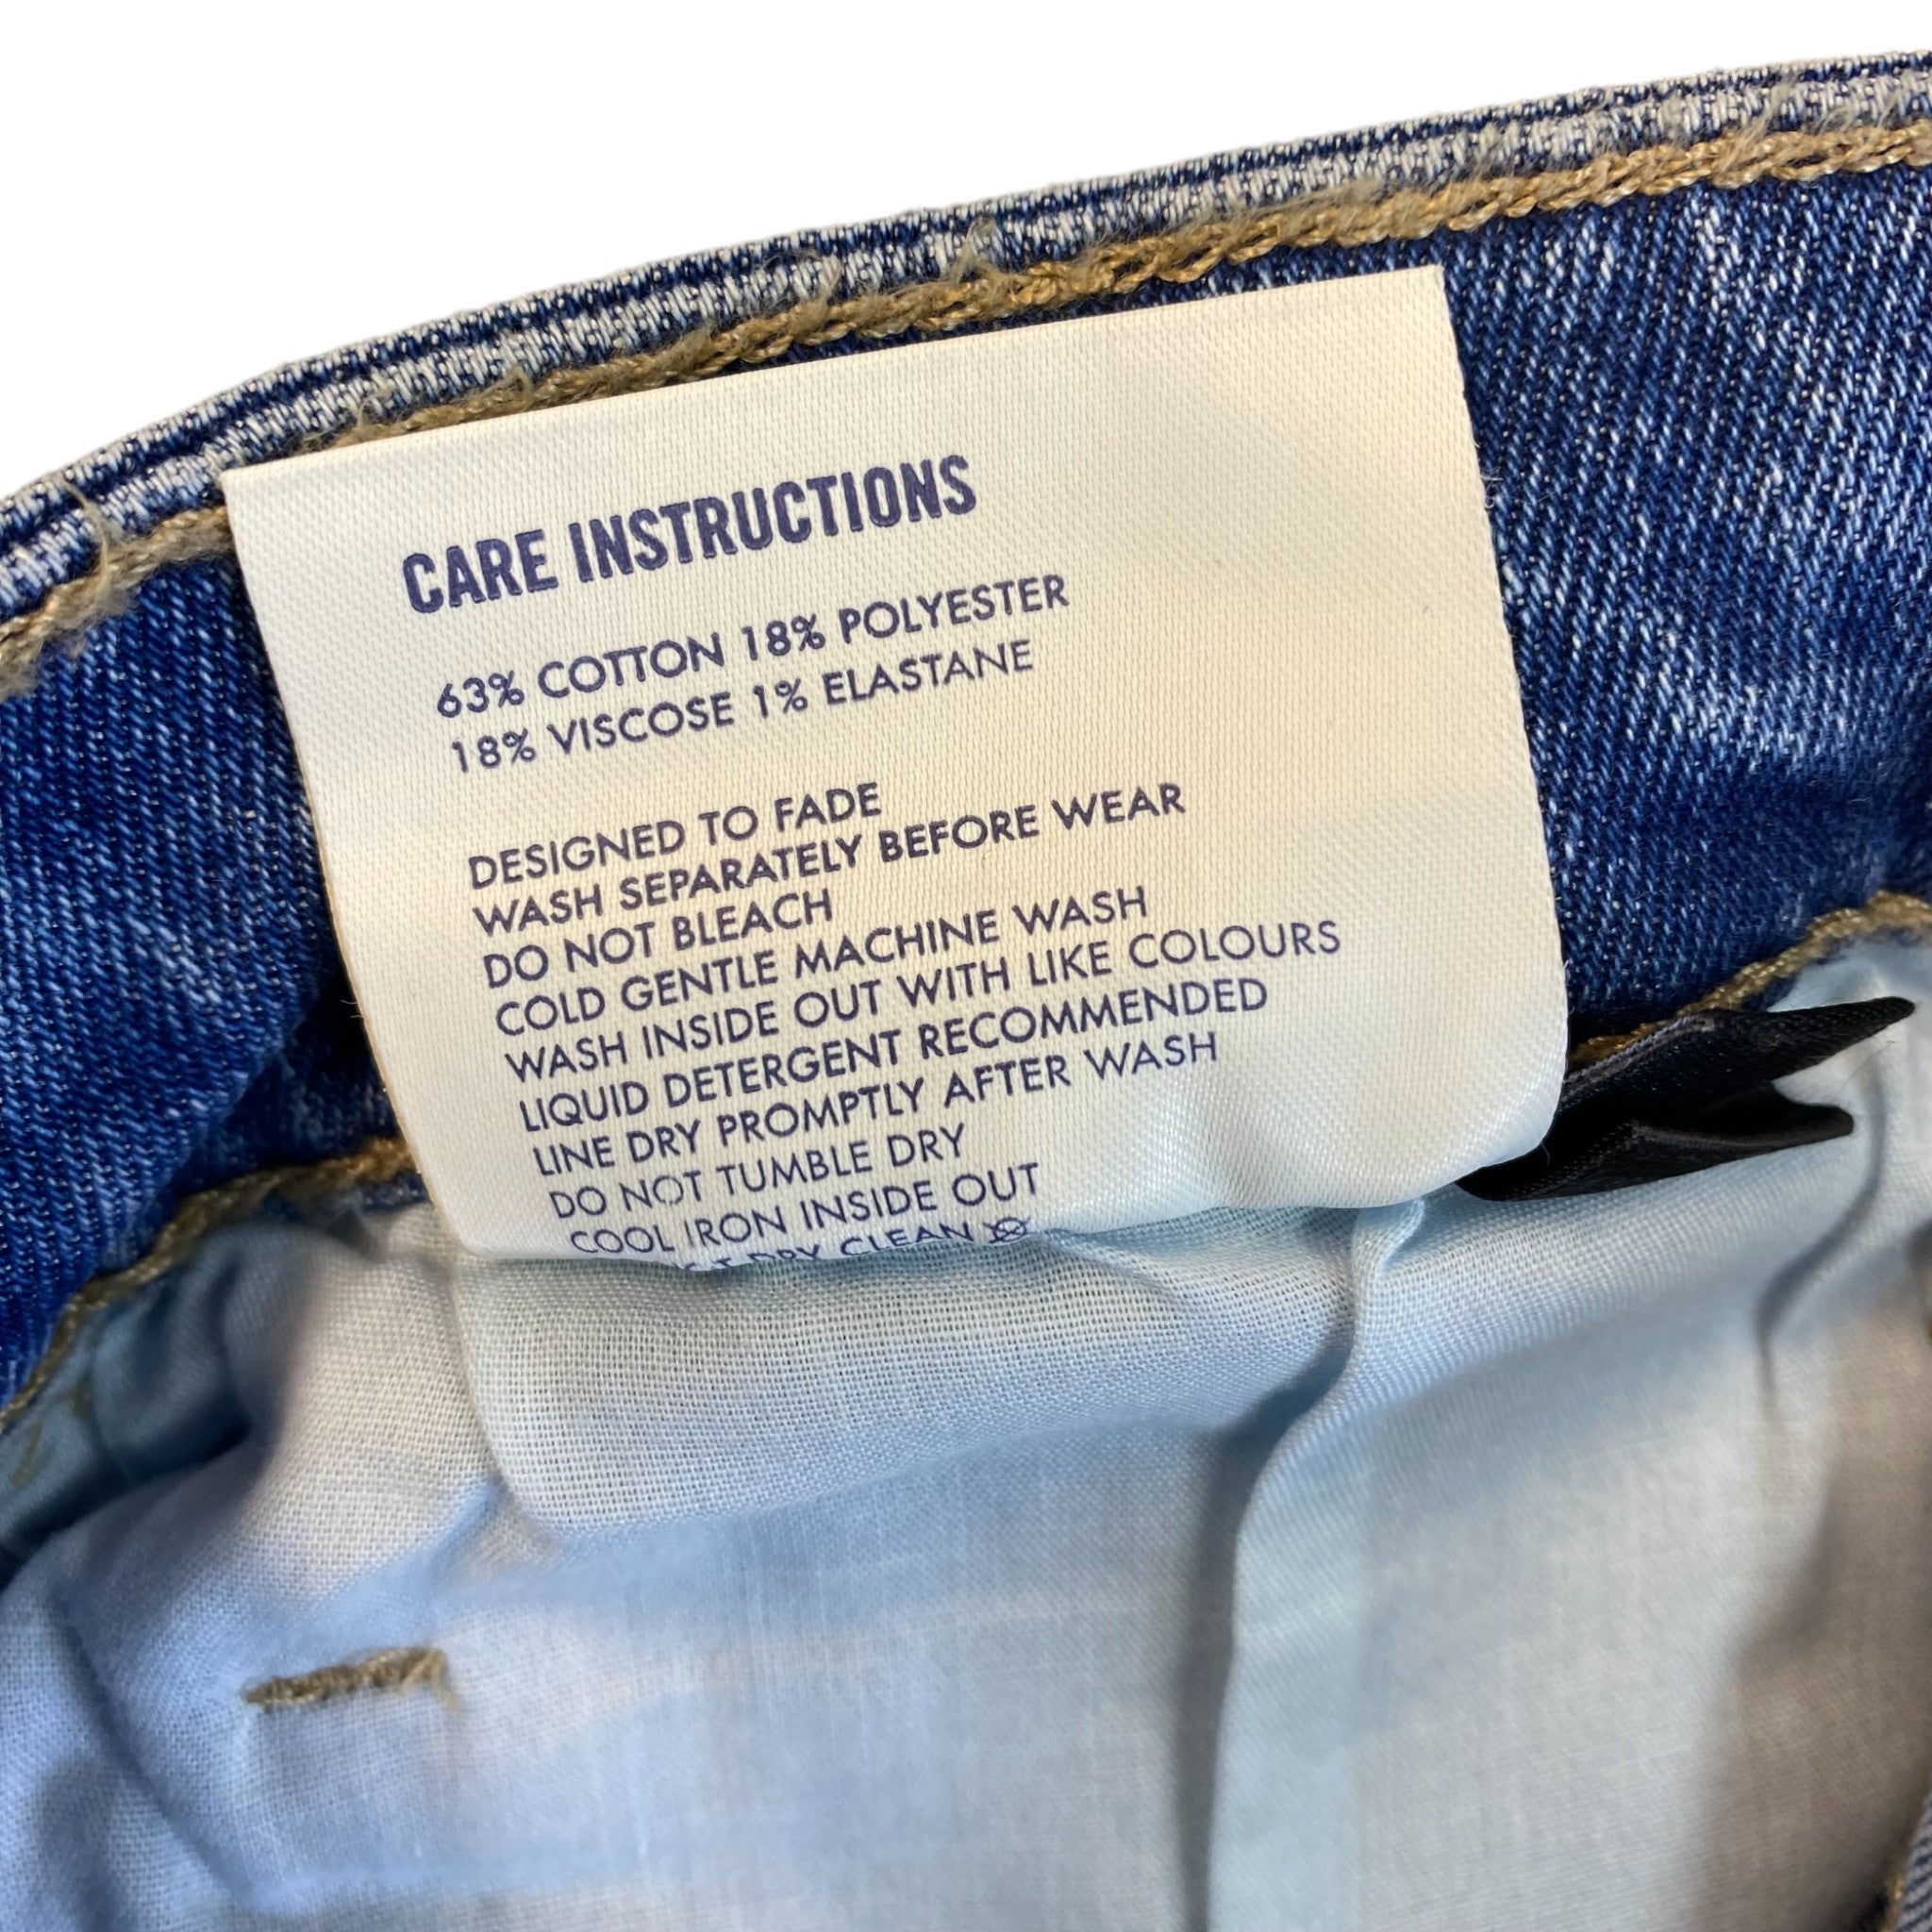 CARE INSTRUCTIONS
63% COTTON 18% POLYESTER
18% VISCOSE 1% ELASTANE
DESIGNED TO FADE
WASH SEPARATELY BEFORE WEAR
DO NOT BLEACH
COLD GENTLE MACHINE WASH
WASH INSIDE OUT WITH LIKE COLOURS
LIQUID DETERGENT RECOMMENDED
LINE DRY PROMPTLY AFTER WASH
DO NOT TUMBLE DRY
COOL IRON INSIDE OUT
DRY CLEAN